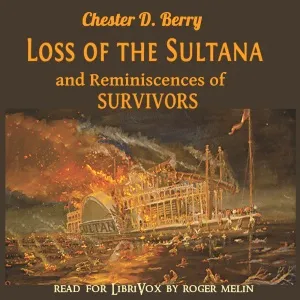 Chester D. Berry
LOSS OF THE SULTANA
and REMINISCENCES OF
SURVIVORS
SULTANA
READ FOR LIBRIVOX BY ROGER MELIN